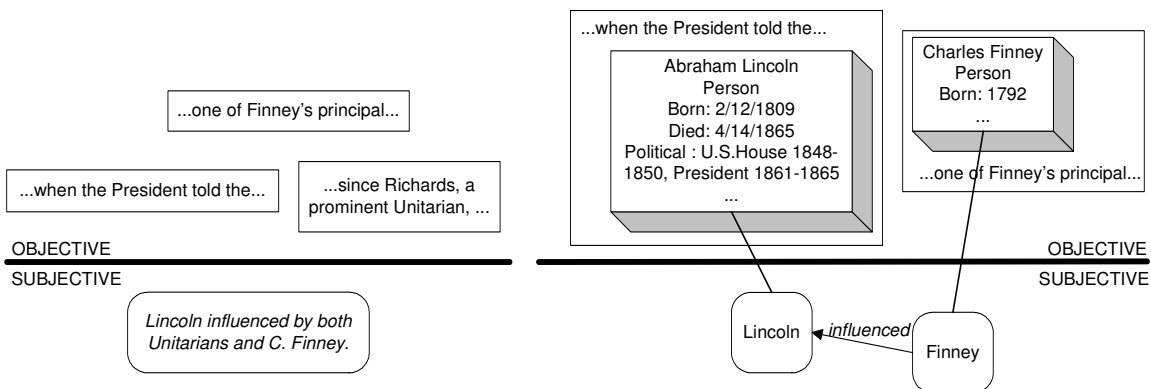 ...one of Finney's principal...
...when the President told the...
...since Richards, a
prominent Unitarian, ...
OBJECTIVE
SUBJECTIVE
Lincoln influenced by both
Unitarians and C. Finney.
...when the President told the...
Abraham Lincoln
Person
Born: 2/12/1809
Died: 4/14/1865
Political : U.S.House 1848-
1850, President 1861-1865
...
Charles Finney
Person
Born: 1792
...
...one of Finney's principal...
OBJECTIVE
SUBJECTIVE
Lincoln
influenced
Finney